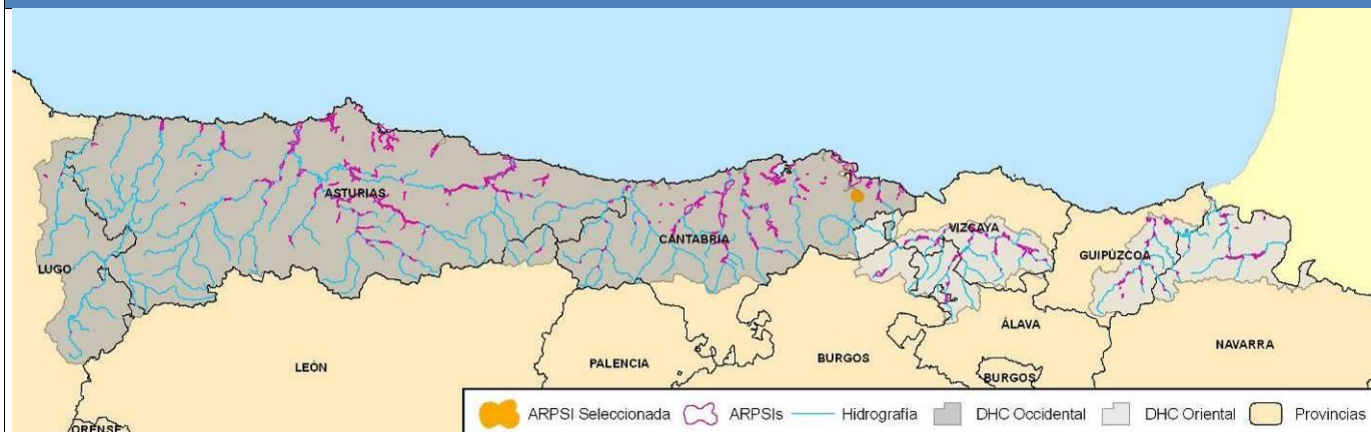 ASTURIAS
VIZCAYA
CANTABRIA
GUIPÚZCOA
LUGO
ÁLAVA
NAVARRA
LEÓN
PALENCIA
BURGOS
BURGOS
ORENSE
ARPSI Seleccionada ARPSIs Hidrografía DHC Occidental DHC Oriental Provincias